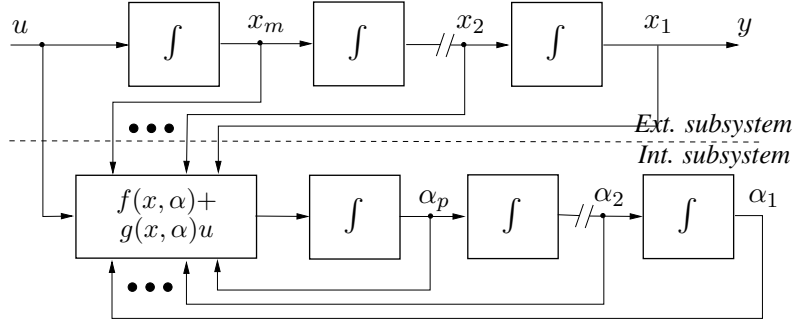 u ∫ x_m ∫ x_2 ∫ x_1 y
Ext. subsystem
Int. subsystem
f(x, α)+
g(x, α)u
∫ α_p ∫ α_2 ∫ α_1